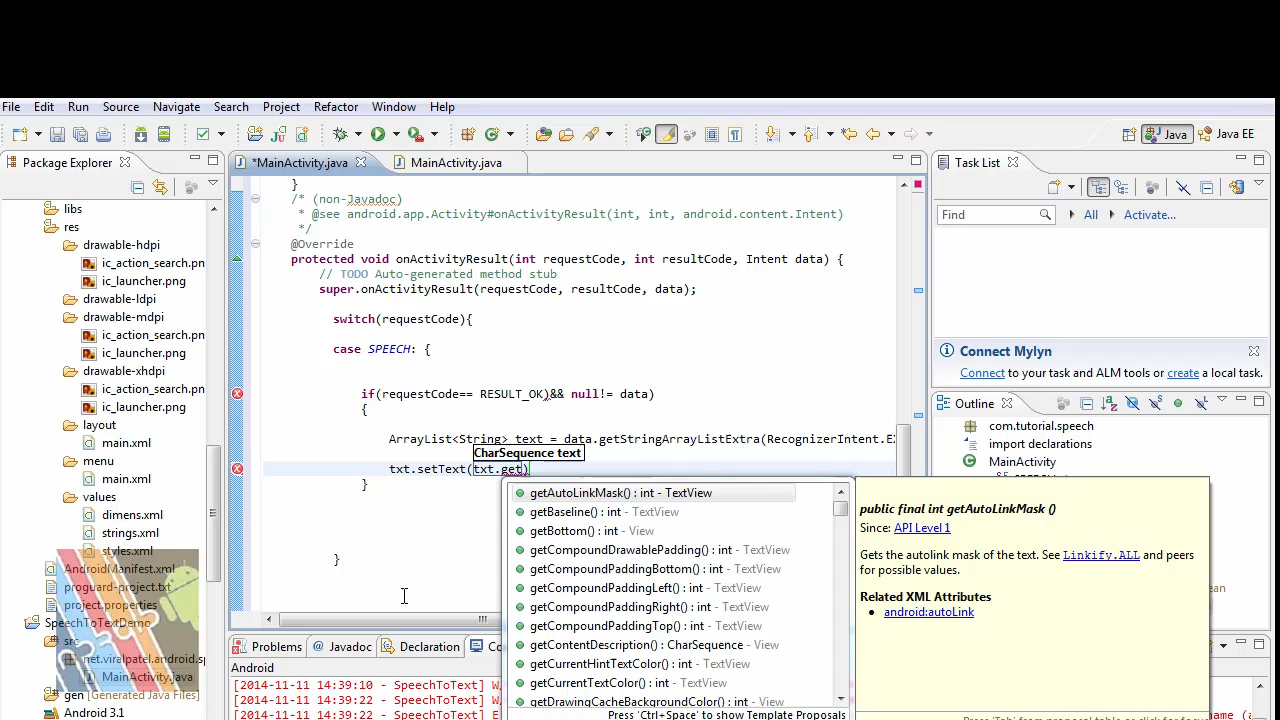 File Edit Run Source Navigate Search Project Refactor Window Help
Java Java EE
Package Explorer
*MainActivity.java
MainActivity.java
Task List
libs
res
drawable-hdpi
ic_action_search.pn
ic_launcher.png
drawable-ldpi
drawable-mdpi
ic_action_search.pn
ic_launcher.png
drawable-xhdpi
ic_action_search.pn
ic_launcher.png
layout
main.xml
menu
main.xml
values
dimens.xml
strings.xml
styles.xml
AndroidManifest.xml
proguard-project.txt
project.properties
SpeechToTextDemo
src
net.viralpatel.android.sp
MainActivity.java
gen [Generated Java Files]
Android 3.1
}
/* (non-Javadoc)
* @see android.app.Activity#onActivityResult(int, int, android.content.Intent)
*/
@Override
protected void onActivityResult(int requestCode, int resultCode, Intent data) {
// TODO Auto-generated method stub
super.onActivityResult(requestCode, resultCode, data);
switch(requestCode){
case SPEECH: {
if(requestCode== RESULT_OK)&& null!= data)
{
ArrayList<String> text = data.getStringArrayListExtra(RecognizerIntent.EX
CharSequence text
txt.setText(txt.get)
}
}
getAutoLinkMask() : int - TextView
getBaseline() : int - TextView
getBottom() : int - View
getCompoundDrawablePadding() : int - TextView
getCompoundPaddingBottom() : int - TextView
getCompoundPaddingLeft() : int - TextView
getCompoundPaddingRight() : int - TextView
getCompoundPaddingTop() : int - TextView
getContentDescription() : CharSequence - View
getCurrentHintTextColor() : int - TextView
getCurrentTextColor() : int - TextView
getDrawingCacheBackgroundColor() : int - View
Press 'Ctrl+Space' to show Template Proposals
public final int getAutoLinkMask ()
Since: API Level 1
Gets the autolink mask of the text. See Linkify.ALL and peers
for possible values.
Related XML Attributes
android:autoLink
Find
All
Activate...
Connect Mylyn
Connect to your task and ALM tools or create a local task.
Outline
com.tutorial.speech
import declarations
MainActivity
Problems
Javadoc
Declaration
Android
[2014-11-11 14:39:10 - SpeechToText] W/
[2014-11-11 14:39:22 - SpeechToText]
[2014-11-11 14:39:22 - SpeechToText] E